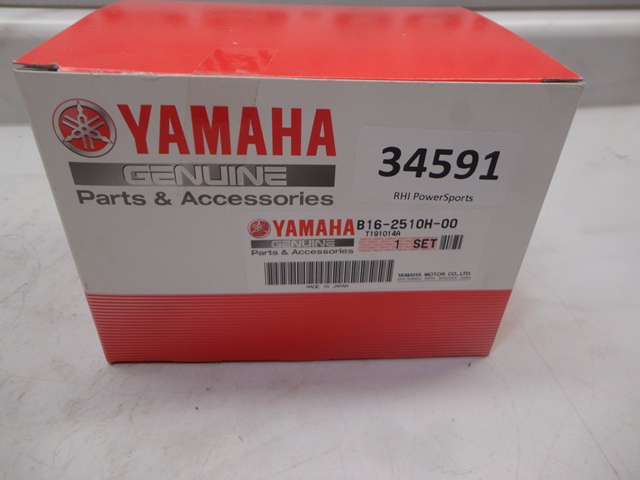 YAMAHA
GENUINE
Parts & Accessories
34591
RHI PowerSports
YAMAHA
GENUINE
Parts & Accessories
B16-2510H-00
T191014A
1 SET
MADE IN JAPAN
YAMAHA MOTOR CO.,LTD.